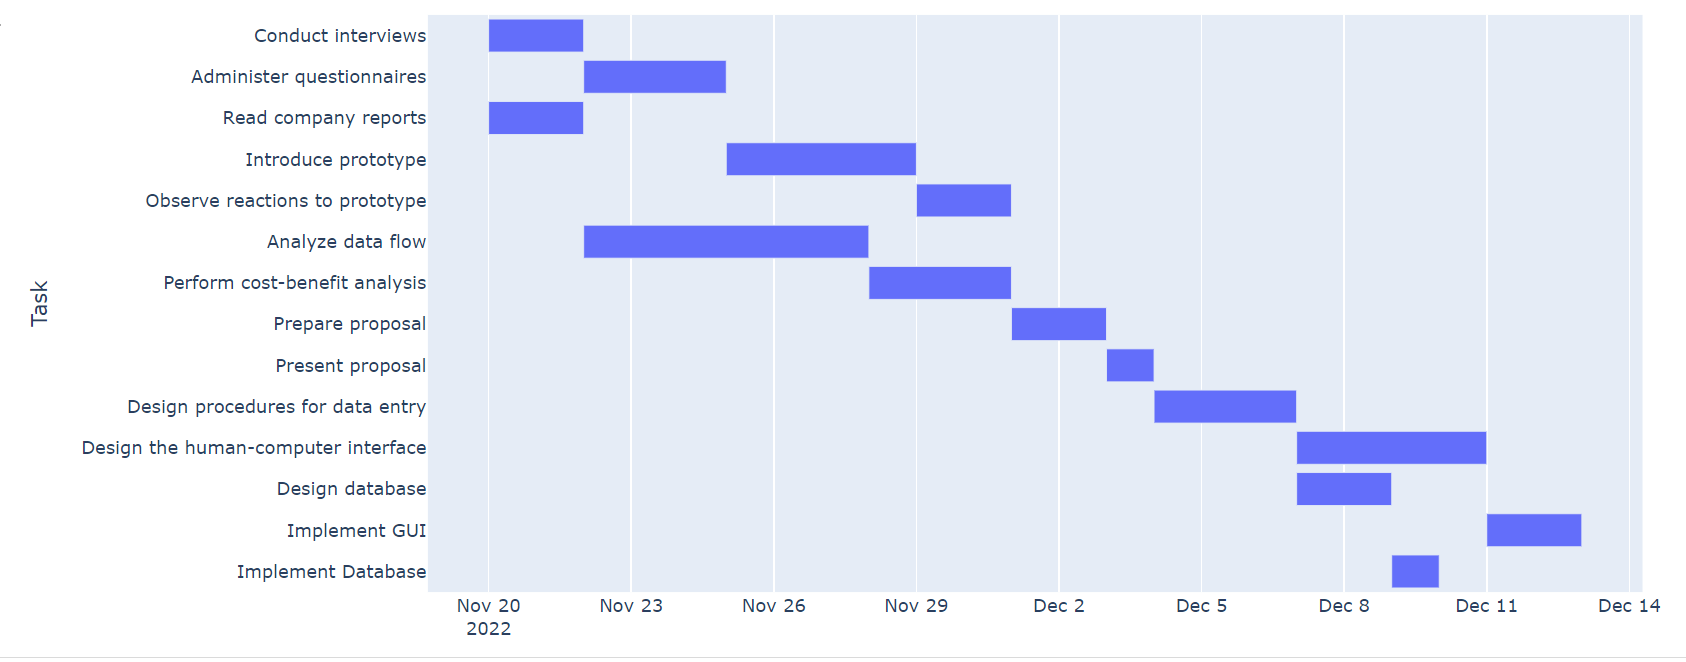 Conduct interviews
Administer questionnaires
Read company reports
Introduce prototype
Observe reactions to prototype
Analyze data flow
Perform cost-benefit analysis
Prepare proposal
Present proposal
Design procedures for data entry
Design the human-computer interface
Design database
Implement GUI
Implement Database
Task
Nov 20 Nov 23 Nov 26 Nov 29 Dec 2 Dec 5 Dec 8 Dec 11 Dec 14
2022